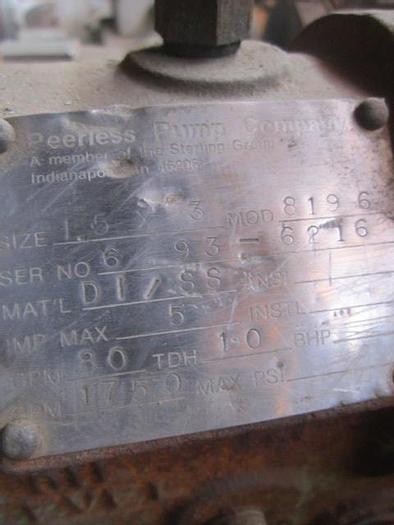 Peerless Pump Company
A member of the Sterling Group
Indianapolis, In 46206
SIZE 1.5 X 3 MOD 8196
SER NO 6 93-6216
MAT'L DI/SS INSI
IMP MAX 5 INSTL
GPM 80 TDH 10 BHP
RPM 1750 MAX PSI